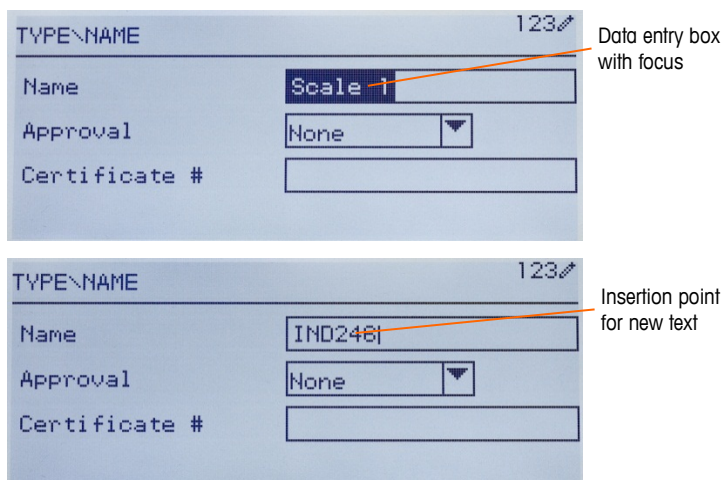 TYPE\NAME 123
Data entry box
with focus
Name Scale 1
Approval None
Certificate #
TYPE\NAME 123
Insertion point
for new text
Name IND246
Approval None
Certificate #